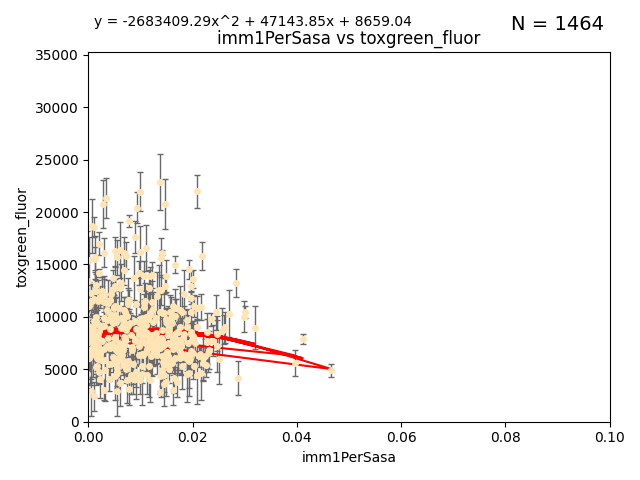 y = -2683409.29x^2 + 47143.85x + 8659.04
N = 1464
imm1PerSasa vs toxgreen_fluor
35000
30000
25000
20000
15000
10000
5000
0
toxgreen_fluor
0.00 0.02 0.04 0.06 0.08 0.10
imm1PerSasa